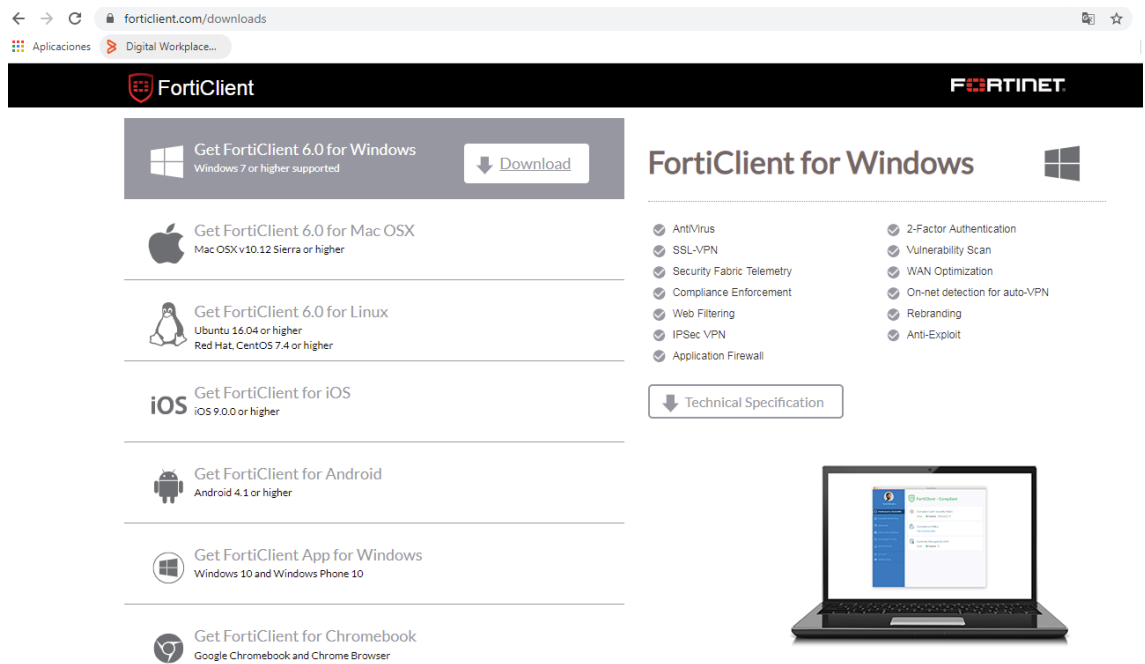 forticlient.com/downloads
Aplicaciones
Digital Workplace...
FortiClient
FORTINET
Get FortiClient 6.0 for Windows
Windows 7 or higher supported
Download
Get FortiClient 6.0 for Mac OSX
Mac OSX v10.12 Sierra or higher
Get FortiClient 6.0 for Linux
Ubuntu 16.04 or higher
Red Hat, CentOS 7.4 or higher
iOS
Get FortiClient for iOS
iOS 9.0.0 or higher
Get FortiClient for Android
Android 4.1 or higher
Get FortiClient App for Windows
Windows 10 and Windows Phone 10
Get FortiClient for Chromebook
Google Chromebook and Chrome Browser
FortiClient for Windows
AntiVirus
SSL-VPN
Security Fabric Telemetry
Compliance Enforcement
Web Filtering
IPSec VPN
Application Firewall
2-Factor Authentication
Vulnerability Scan
WAN Optimization
On-net detection for auto-VPN
Rebranding
Anti-Exploit
Technical Specification
FortiClient - Compliant